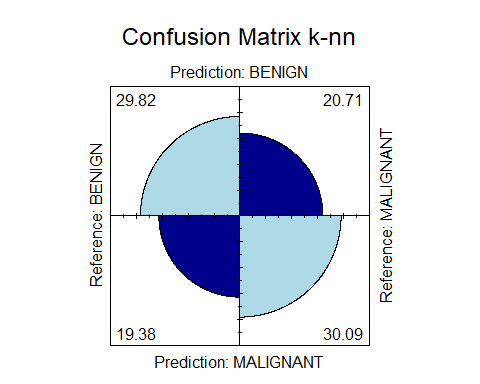 Confusion Matrix k-nn
Prediction: BENIGN
29.82
20.71
Reference: BENIGN
Reference: MALIGNANT
19.38
30.09
Prediction: MALIGNANT